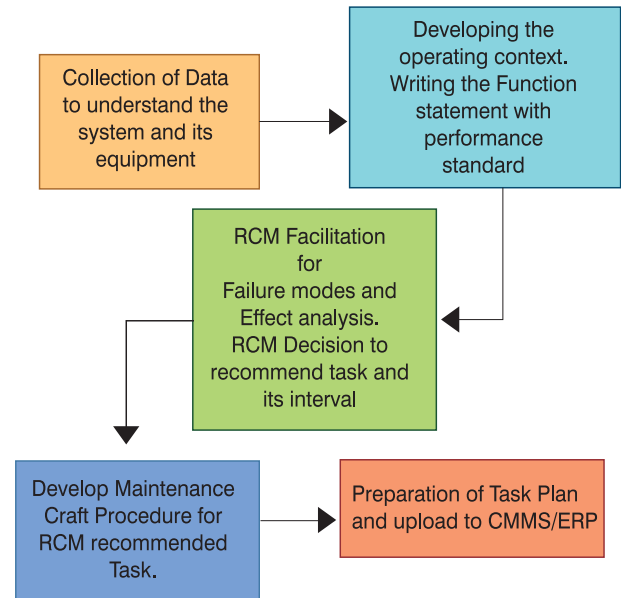 Collection of Data
to understand the
system and its
equipment
Developing the
operating context.
Writing the Function
statement with
performance
standard
RCM Facilitation
for
Failure modes and
Effect analysis.
RCM Decision to
recommend task and
its interval
Develop Maintenance
Craft Procedure for
RCM recommended
Task.
Preparation of Task Plan
and upload to CMMS/ERP